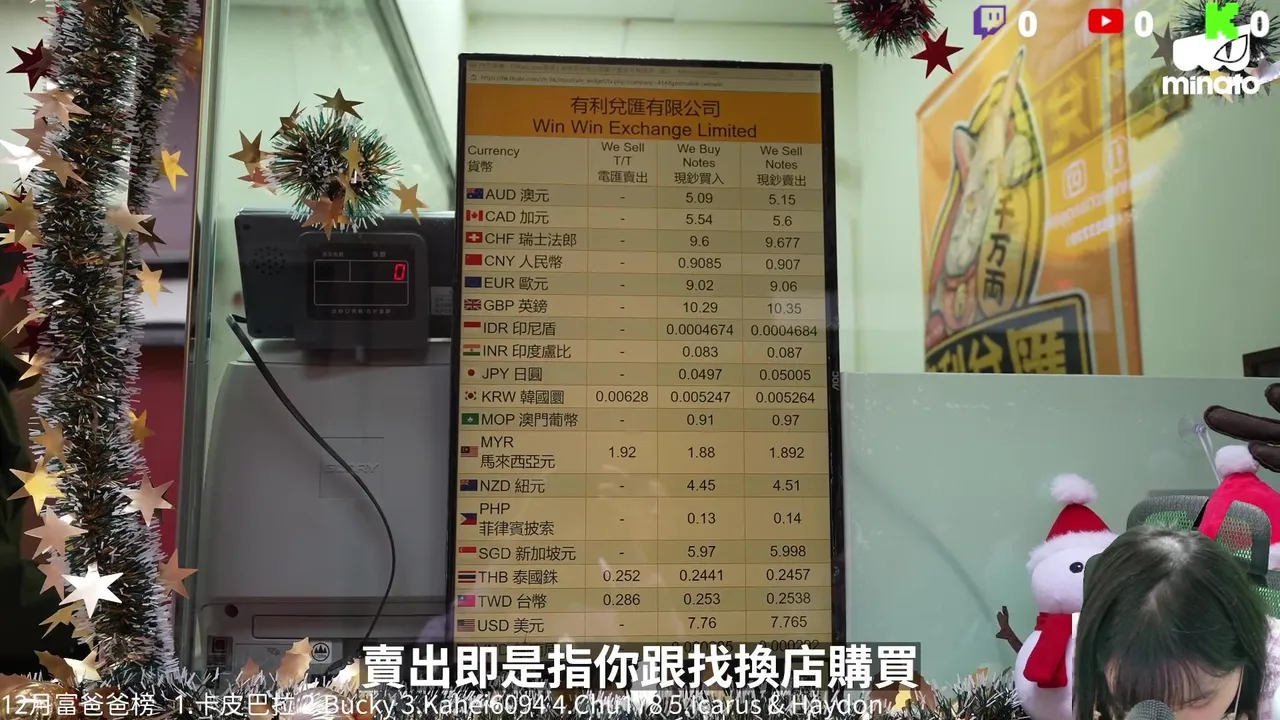 0 0 0
minato
有利兌匯有限公司
Win Win Exchange Limited
Currency 貨幣 We Sell T/T 電匯賣出 We Buy Notes 現鈔買入 We Sell Notes 現鈔賣出
AUD 澳元 - 5.09 5.15
CAD 加元 - 5.54 5.6
CHF 瑞士法郎 - 9.6 9.677
CNY 人民幣 - 0.9085 0.907
EUR 歐元 - 9.02 9.06
GBP 英鎊 - 10.29 10.35
IDR 印尼盾 - 0.0004674 0.0004684
INR 印度盧比 - 0.083 0.087
JPY 日圓 - 0.0497 0.05005
KRW 韓國圜 0.00628 0.005247 0.005264
MOP 澳門葡幣 - 0.91 0.97
MYR 馬來西亞元 1.92 1.88 1.892
NZD 紐元 - 4.45 4.51
PHP 菲律賓披索 - 0.13 0.14
SGD 新加坡元 - 5.97 5.998
THB 泰國銖 0.252 0.2441 0.2457
TWD 台幣 0.286 0.253 0.2538
USD 美元 - 7.76 7.765
0
AOC
千万両
匯
賣出即是指你跟找換店購買
12月富爸爸榜 1.卡皮巴拉 2.Bucky 3.Kahei6094 4.Chu178 5.Icarus & Haydon